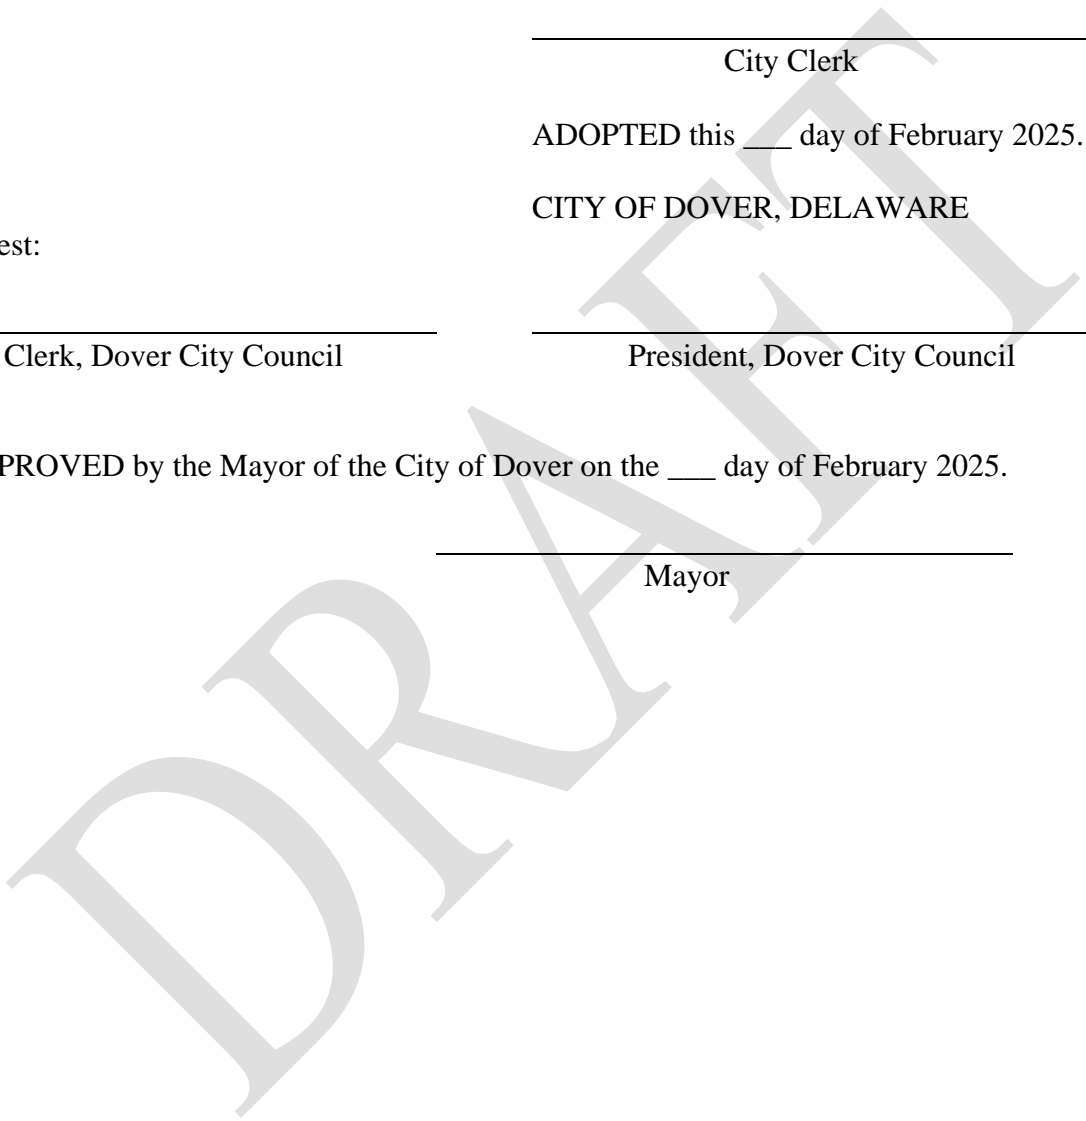 City Clerk
ADOPTED this ___ day of February 2025.
CITY OF DOVER, DELAWARE
est:
Clerk, Dover City Council
President, Dover City Council
PROVED by the Mayor of the City of Dover on the ___ day of February 2025.
Mayor
DRAFT